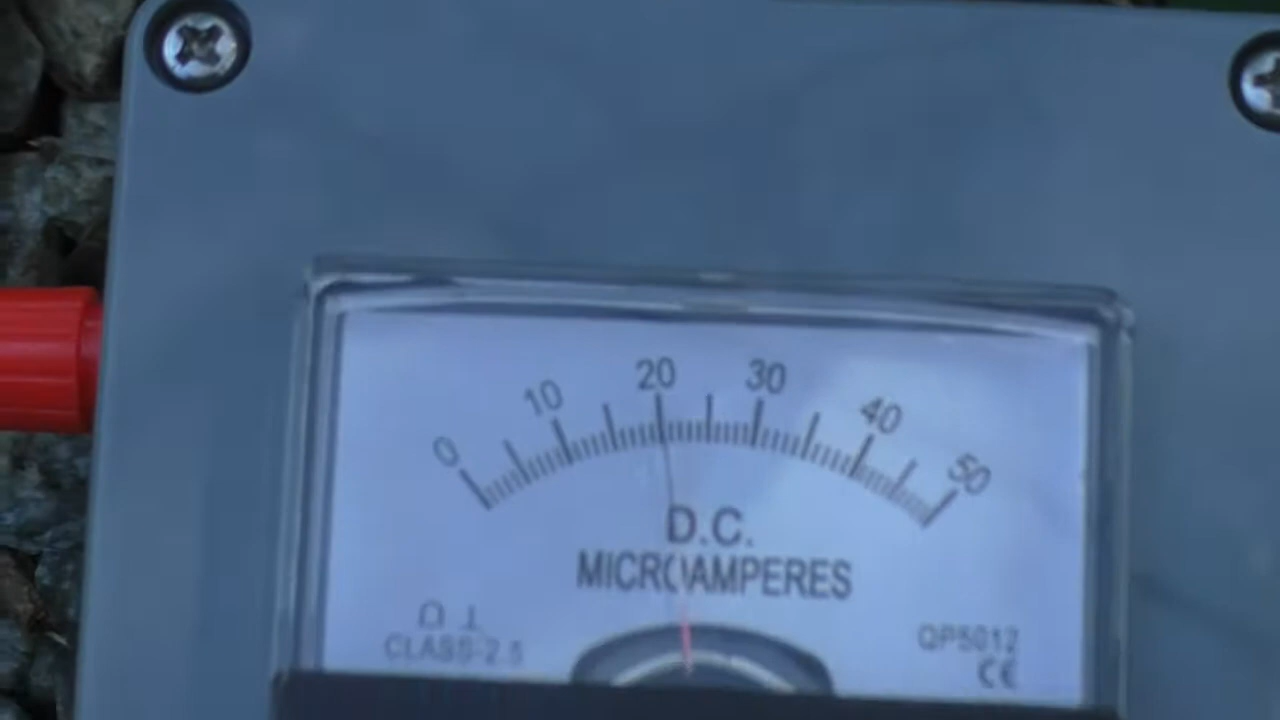 0 10 20 30 40 50
D.C.
MICROAMPERES
Ω ⊥
CLASS 2.5
QP5012
CE